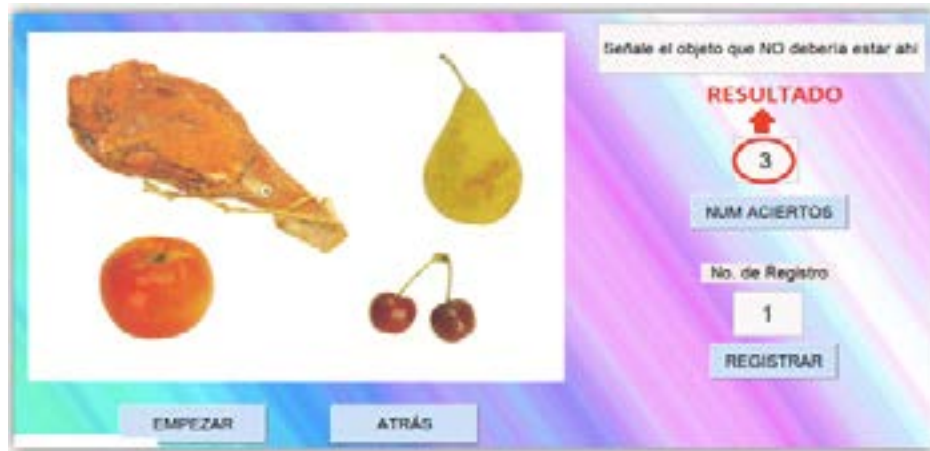 Señale el objeto que NO debería estar ahí
RESULTADO
3
NUM ACIERTOS
No. de Registro
1
REGISTRAR
EMPEZAR
ATRÁS